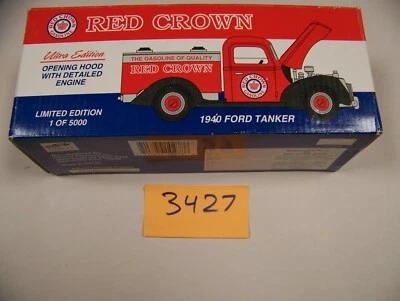 RED CROWN
Ultra Edition
OPENING HOOD
WITH DETAILED
ENGINE
THE GASOLINE OF QUALITY
RED CROWN
LIMITED EDITION
1 OF 5000
1940 FORD TANKER
3427